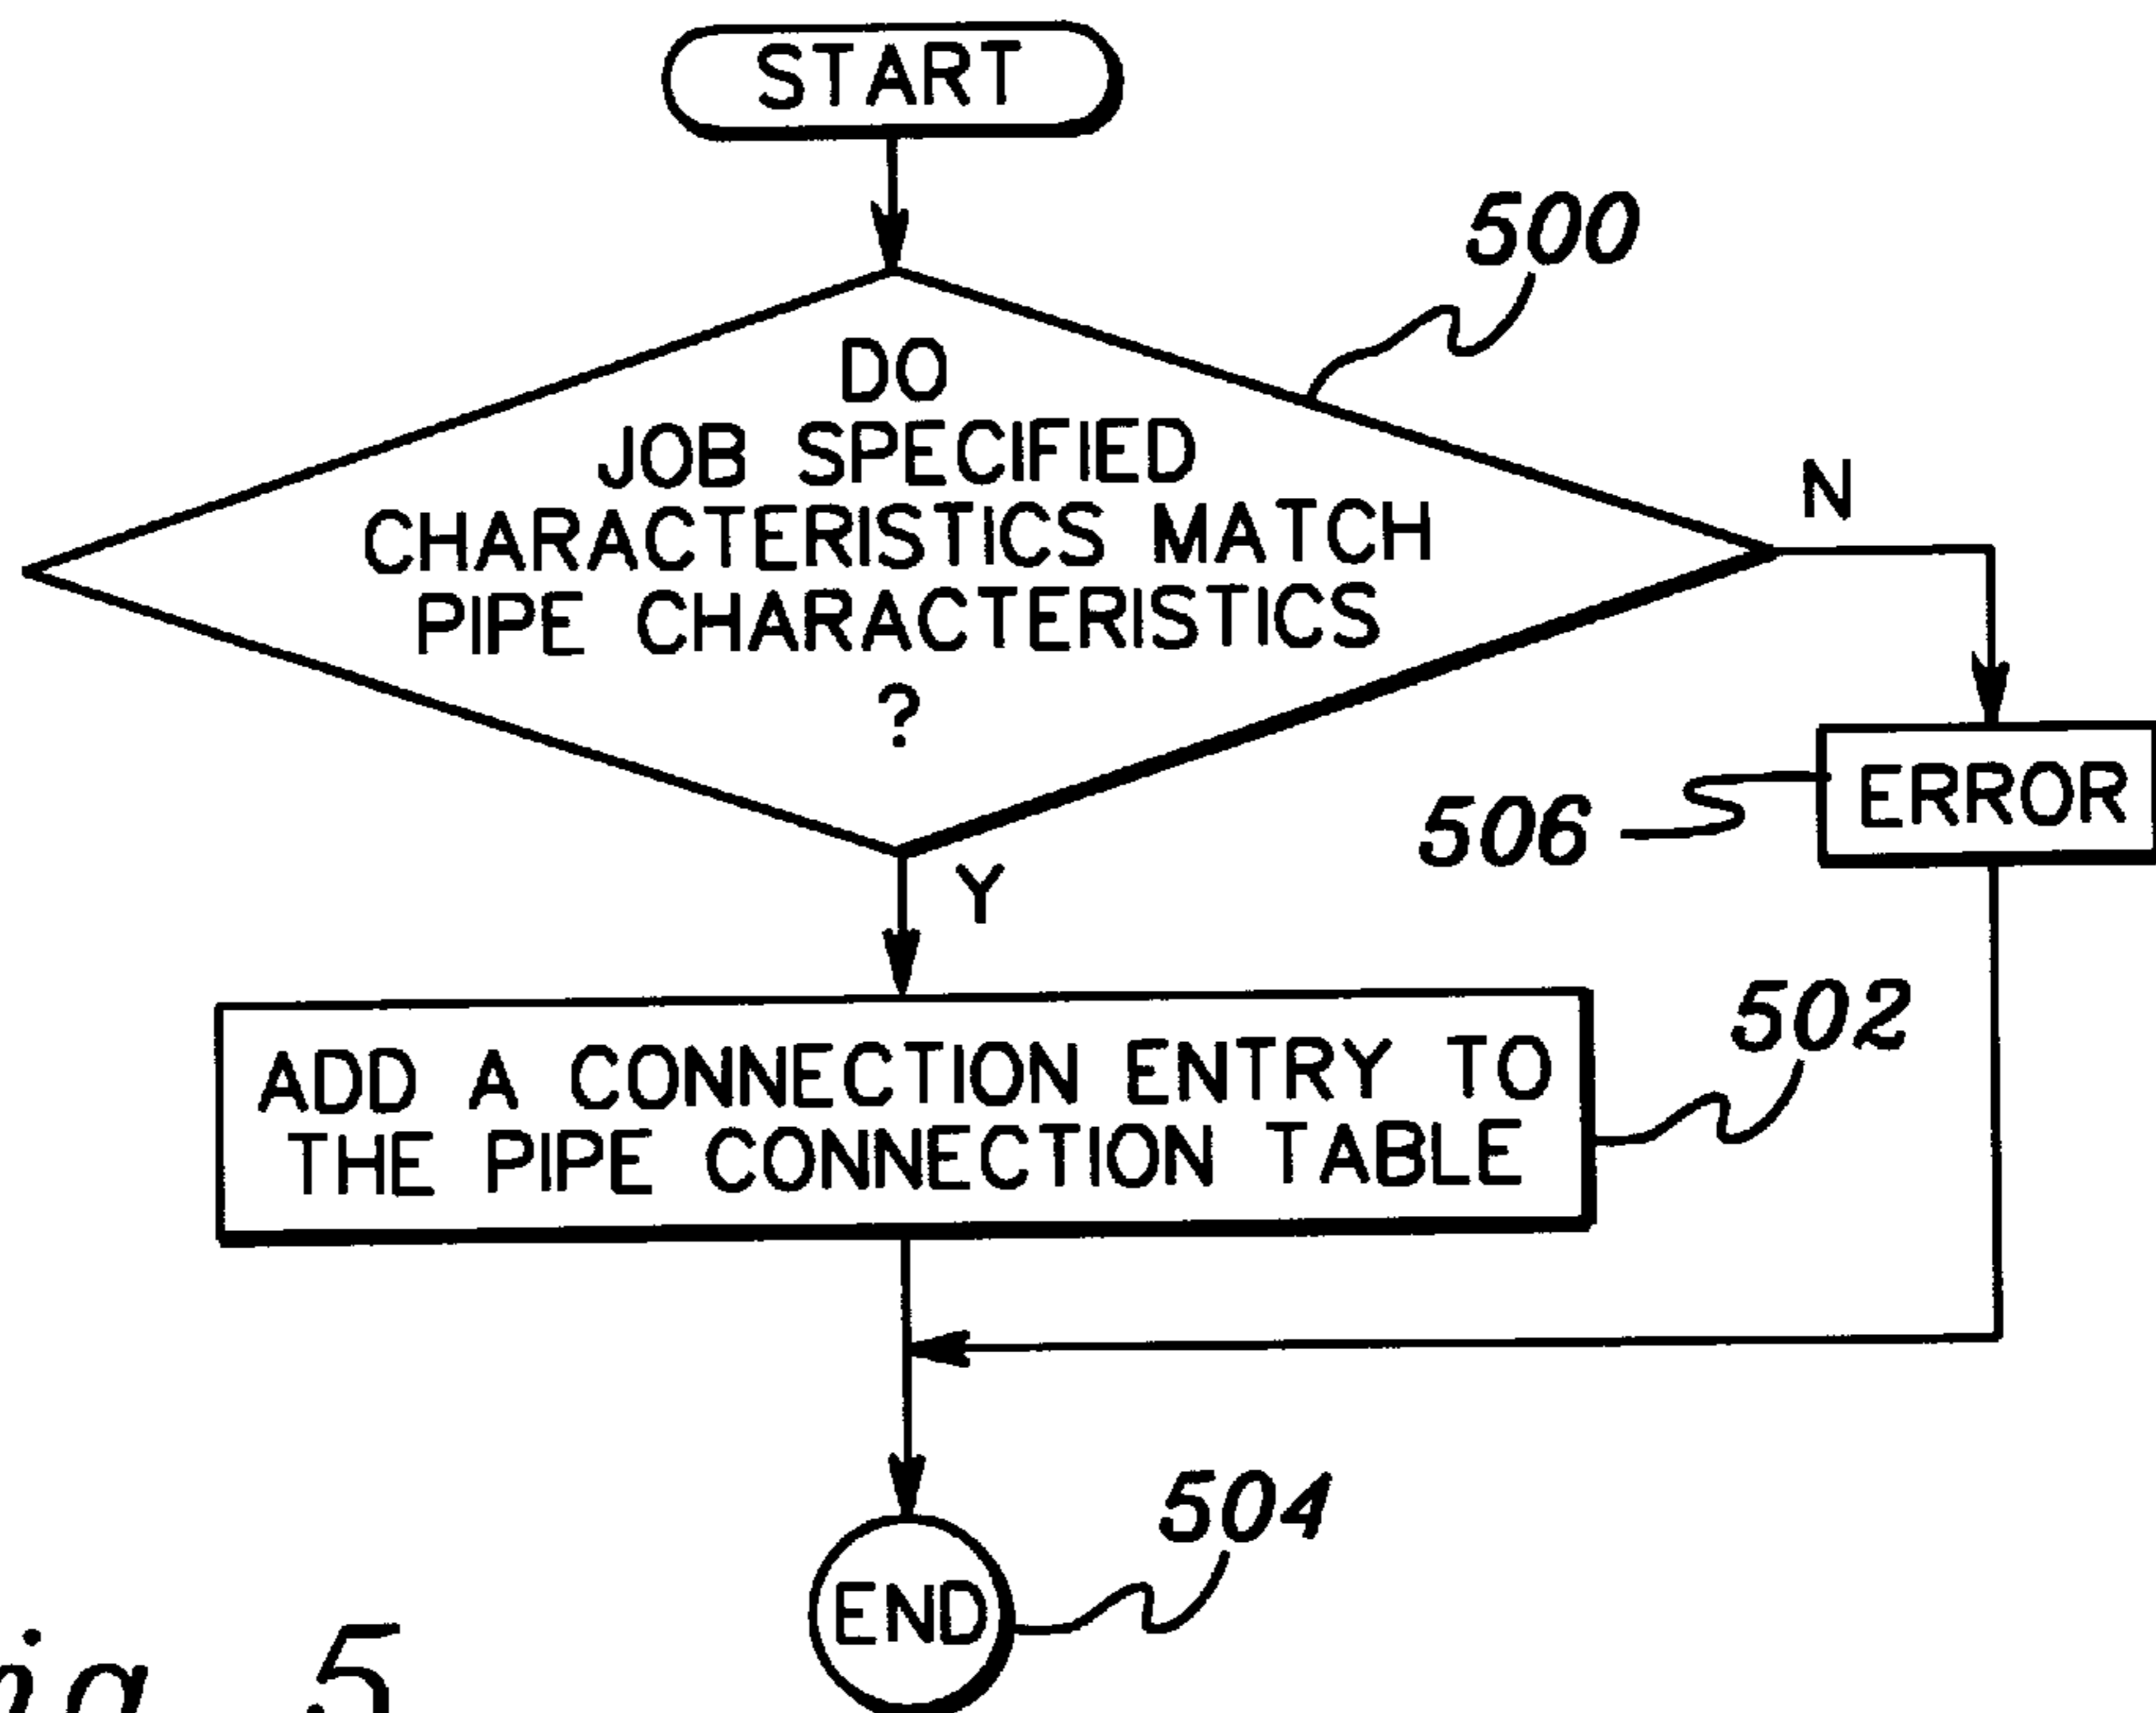 START
500
DO
JOB SPECIFIED
CHARACTERISTICS MATCH
PIPE CHARACTERISTICS
?
N
ERROR
506
Y
502
ADD A CONNECTION ENTRY TO
THE PIPE CONNECTION TABLE
504
END
5